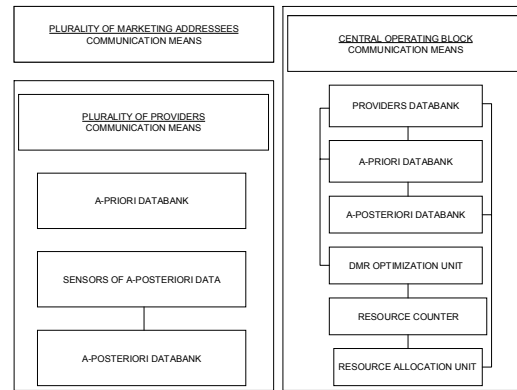 PLURALITY OF MARKETING ADDRESSEES
COMMUNICATION MEANS
PLURALITY OF PROVIDERS
COMMUNICATION MEANS
A-PRIORI DATABANK
SENSORS OF A-POSTERIORI DATA
A-POSTERIORI DATABANK
CENTRAL OPERATING BLOCK
COMMUNICATION MEANS
PROVIDERS DATABANK
A-PRIORI DATABANK
A-POSTERIORI DATABANK
DMR OPTIMIZATION UNIT
RESOURCE COUNTER
RESOURCE ALLOCATION UNIT